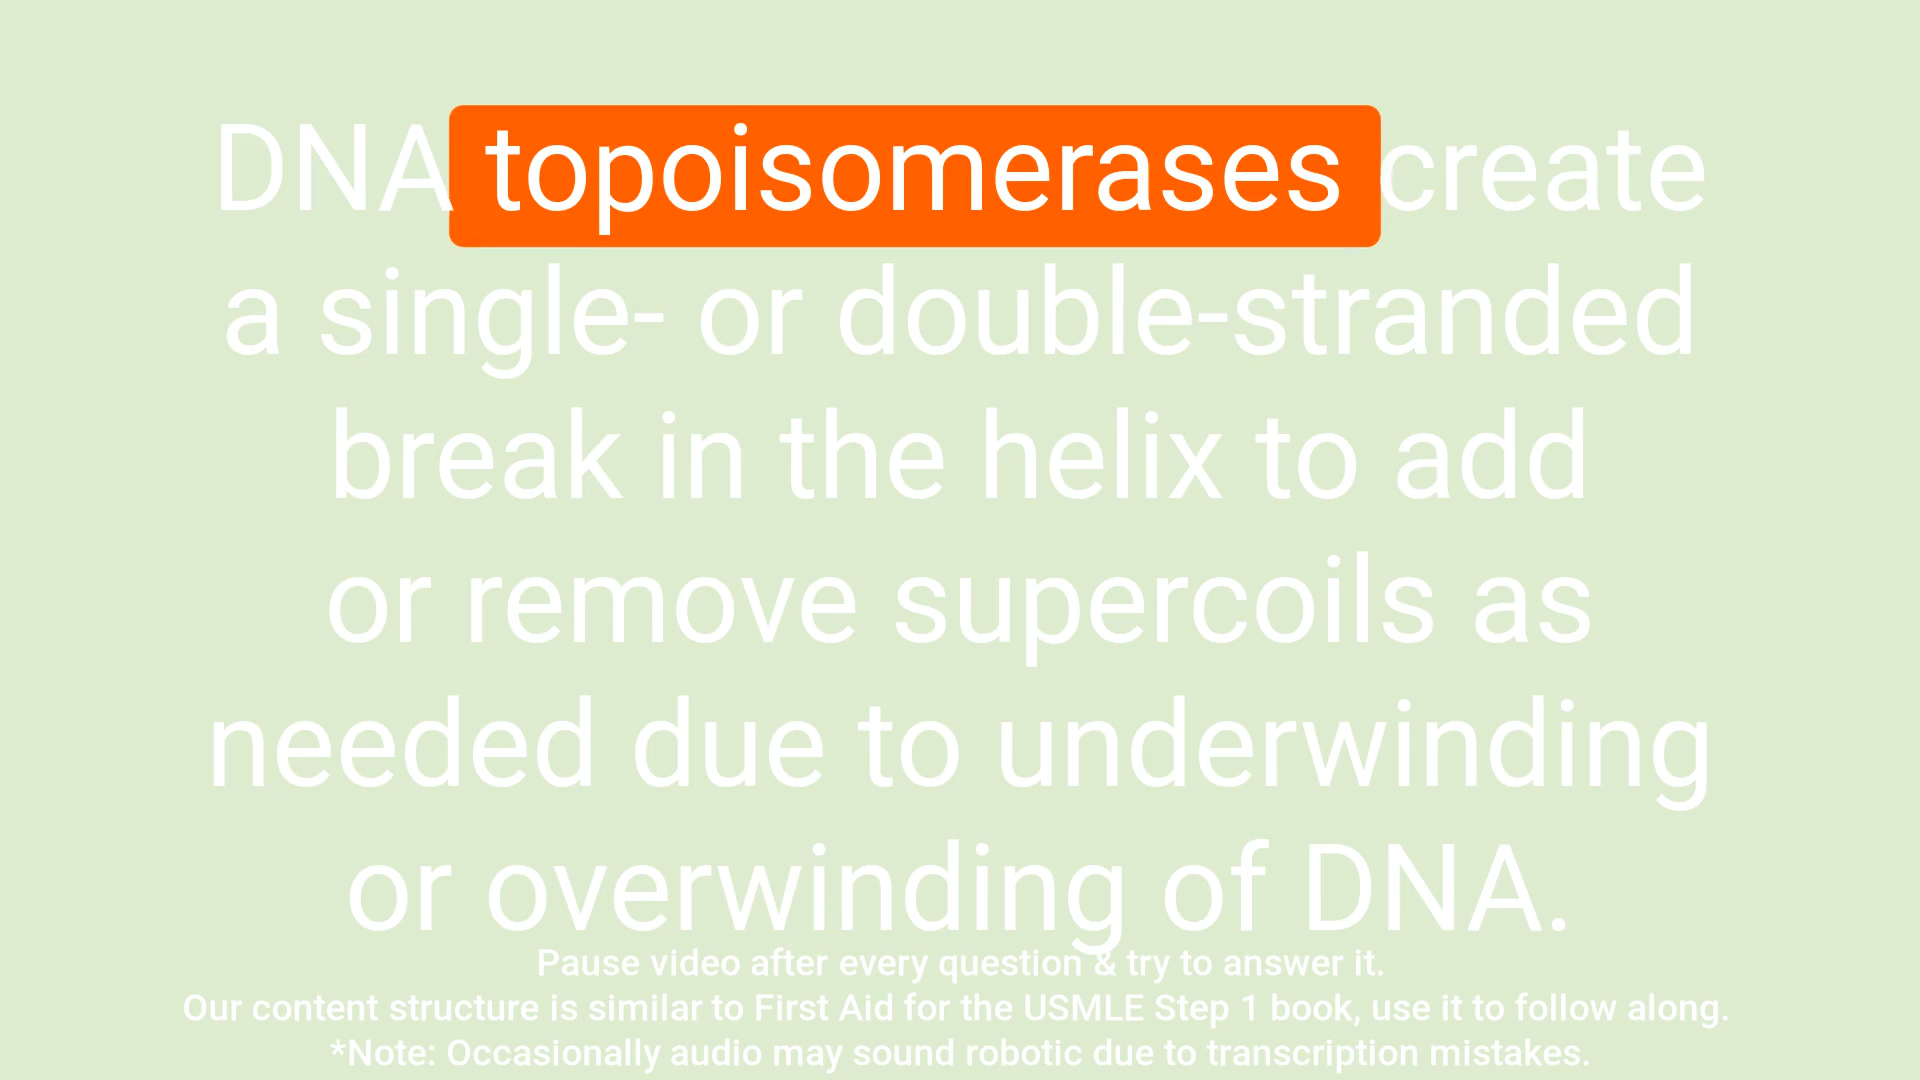 DNA topoisomerases create
a single- or double-stranded
break in the helix to add
or remove supercoils as
needed due to underwinding
or overwinding of DNA.
Pause video after every question & try to answer it.
Our content structure is similar to First Aid for the USMLE Step 1 book, use it to follow along.
*Note: Occasionally audio may sound robotic due to transcription mistakes.